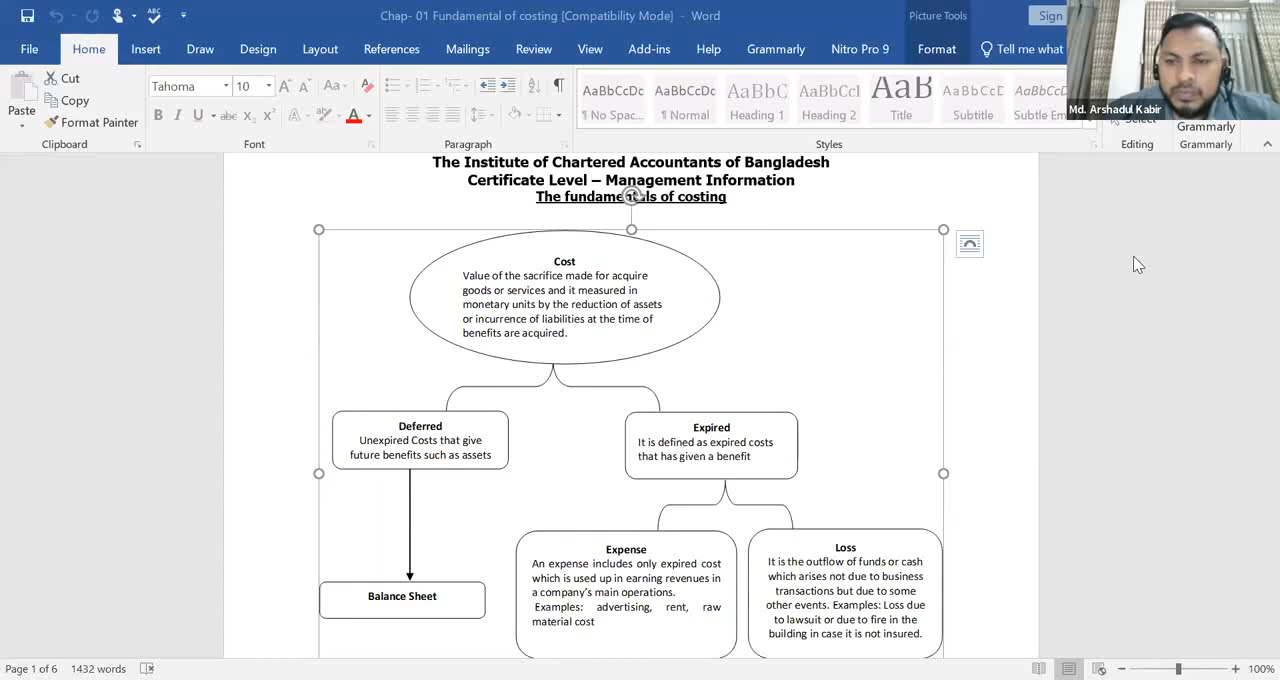 Chap- 01 Fundamental of costing [Compatibility Mode] - Word
Picture Tools
Sign
File Home Insert Draw Design Layout References Mailings Review View Add-ins Help Grammarly Nitro Pro 9 Format Tell me what
Paste
Cut
Copy
Format Painter
Clipboard
Tahoma 10
Font
Paragraph
AaBbCcDc AaBbCcDc AaBbC AaBbCcl AaB AaBbCcD AaBbCc
¶ No Spac... ¶ Normal Heading 1 Heading 2 Title Subtitle Subtle Em
Styles
Editing
Grammarly
Grammarly
Md. Arshadul Kabir
The Institute of Chartered Accountants of Bangladesh
Certificate Level – Management Information
The fundamentals of costing
Cost
Value of the sacrifice made for acquire
goods or services and it measured in
monetary units by the reduction of assets
or incurrence of liabilities at the time of
benefits are acquired.
Deferred
Unexpired Costs that give
future benefits such as assets
Expired
It is defined as expired costs
that has given a benefit
Balance Sheet
Expense
An expense includes only expired cost
which is used up in earning revenues in
a company's main operations.
Examples: advertising, rent, raw
material cost
Loss
It is the outflow of funds or cash
which arises not due to business
transactions but due to some
other events. Examples: Loss due
to lawsuit or due to fire in the
building in case it is not insured.
Page 1 of 6 1432 words
100%